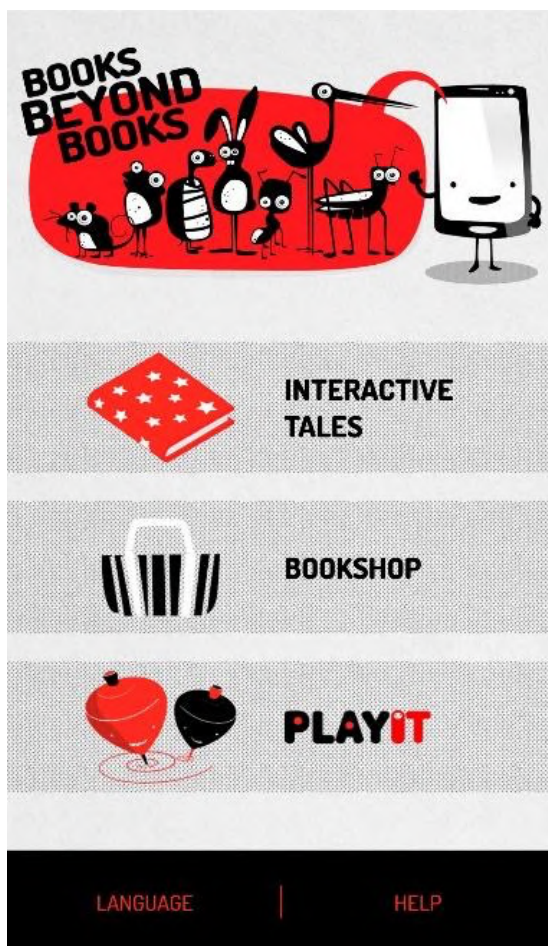 BOOKS
BEYOND
BOOKS
INTERACTIVE
TALES
BOOKSHOP
PLAYiT
LANGUAGE | HELP